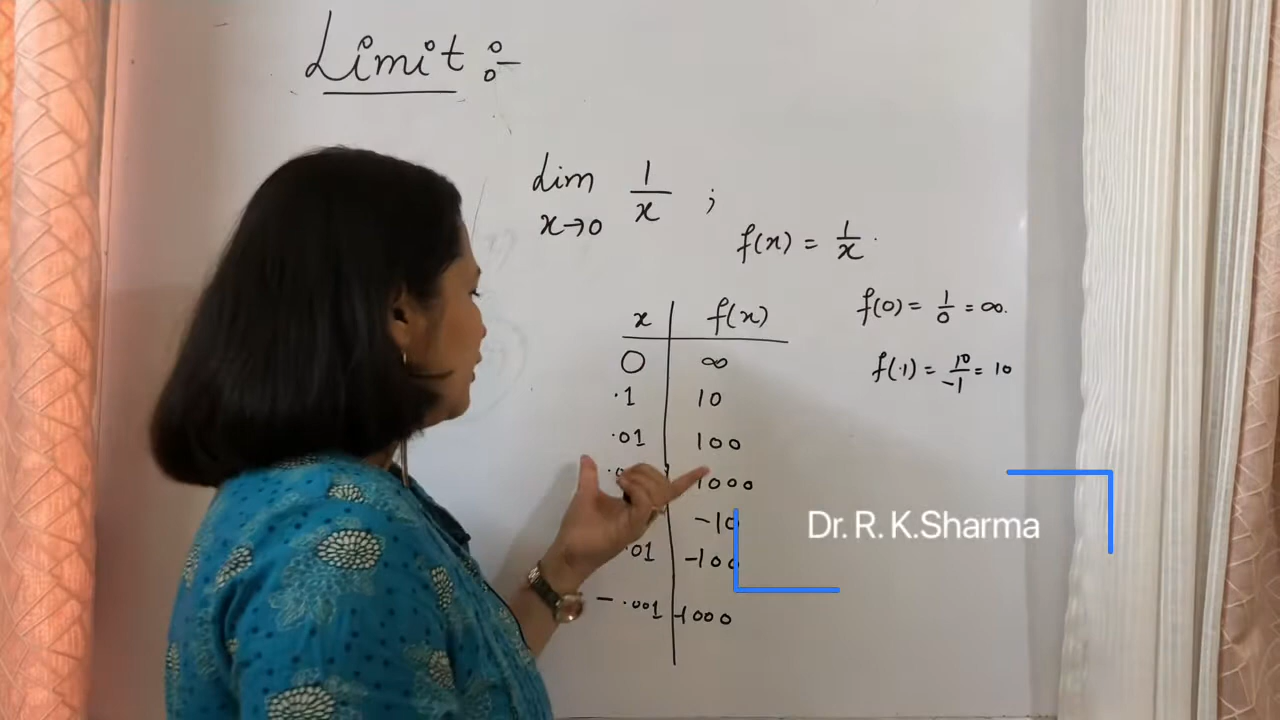 Limit :-
lim x→0 1/x ;
f(x) = 1/x .
x f(x)
0 ∞
.1 10
.01 100
1000
-10
.01 -100
- .001 -1000
f(0) = 1/0 = ∞.
f(.1) = 10/-1 = 10
Dr. R. K.Sharma